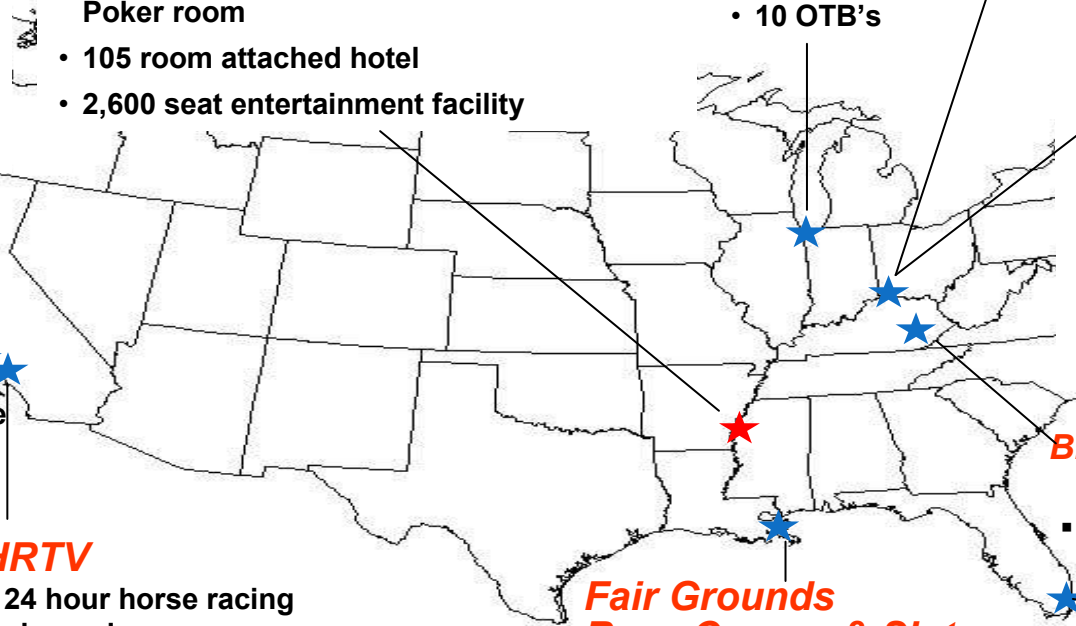 Poker room
• 105 room attached hotel
• 2,600 seat entertainment facility
• 10 OTB's
HRTV
24 hour horse racing
Fair Grounds